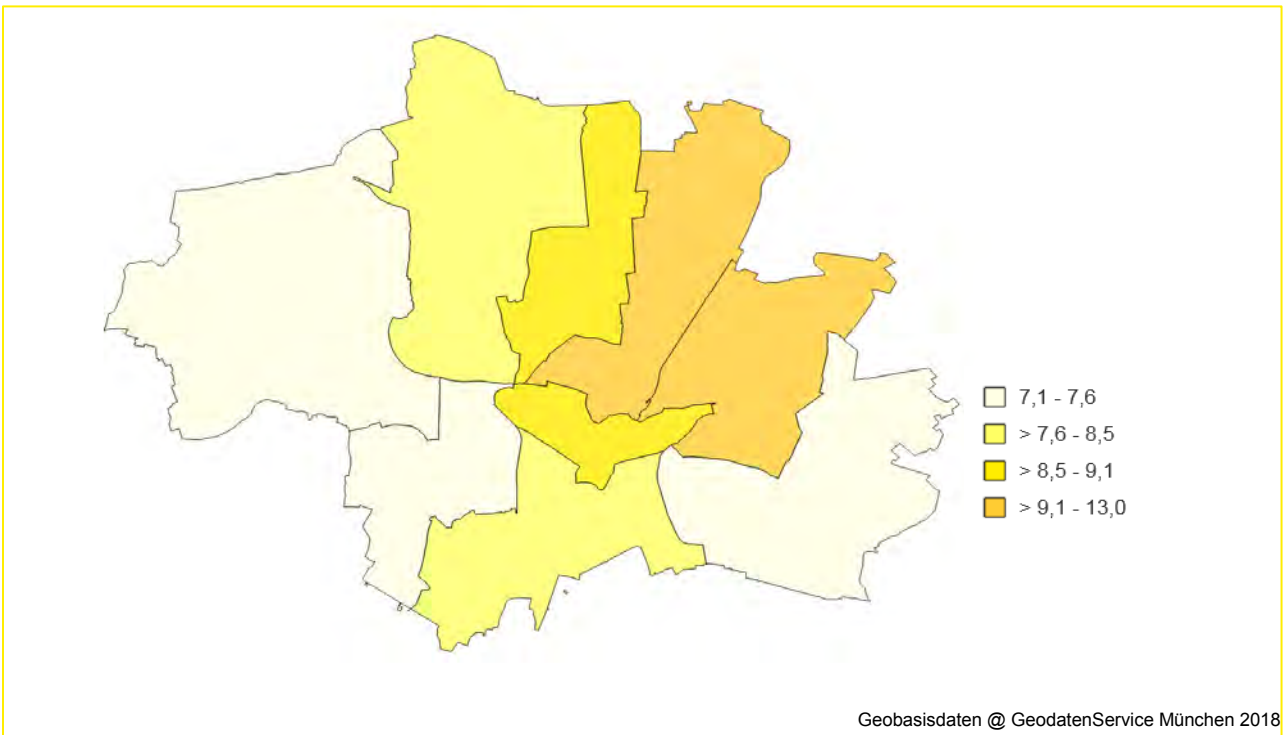 7,1 - 7,6
> 7,6 - 8,5
> 8,5 - 9,1
> 9,1 - 13,0
Geobasisdaten @ GeodatenService München 2018